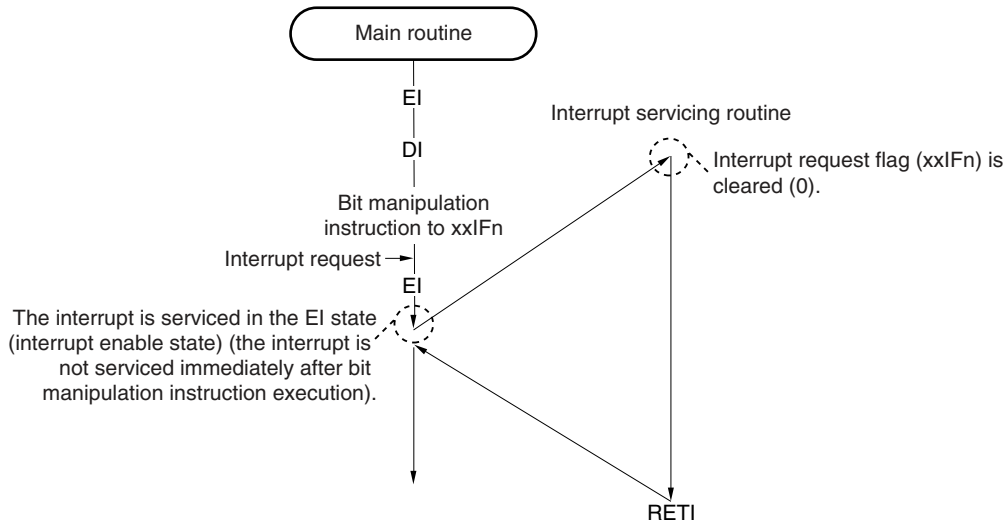 Main routine
EI
Interrupt servicing routine
DI
Interrupt request flag (xxIFn) is
cleared (0).
Bit manipulation
instruction to xxIFn
Interrupt request
EI
The interrupt is serviced in the EI state
(interrupt enable state) (the interrupt is
not serviced immediately after bit
manipulation instruction execution).
RETI